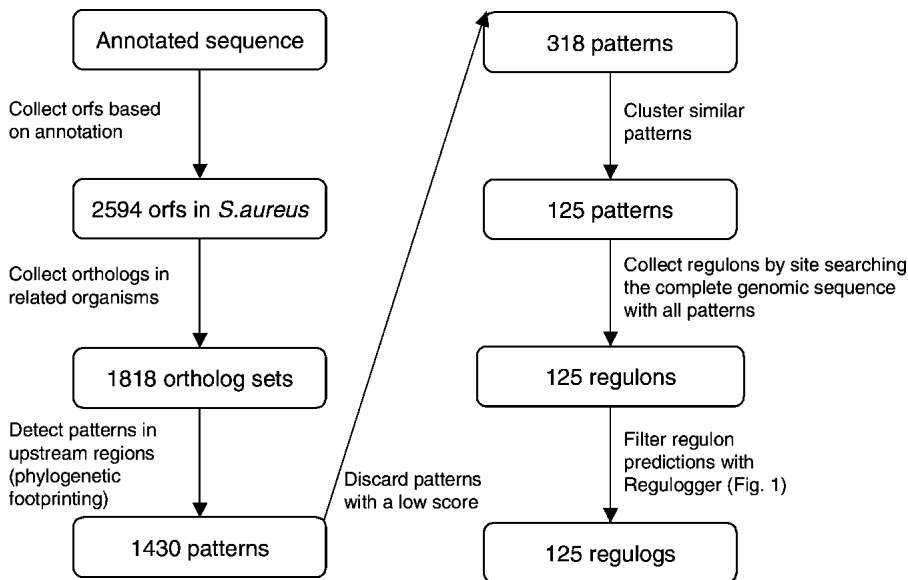 Annotated sequence
Collect orfs based
on annotation
2594 orfs in S.aureus
Collect orthologs in
related organisms
1818 ortholog sets
Detect patterns in
upstream regions
(phylogenetic
footprinting)
1430 patterns
Discard patterns
with a low score
318 patterns
Cluster similar
patterns
125 patterns
Collect regulons by site searching
the complete genomic sequence
with all patterns
125 regulons
Filter regulon
predictions with
Regulogger (Fig. 1)
125 regulogs